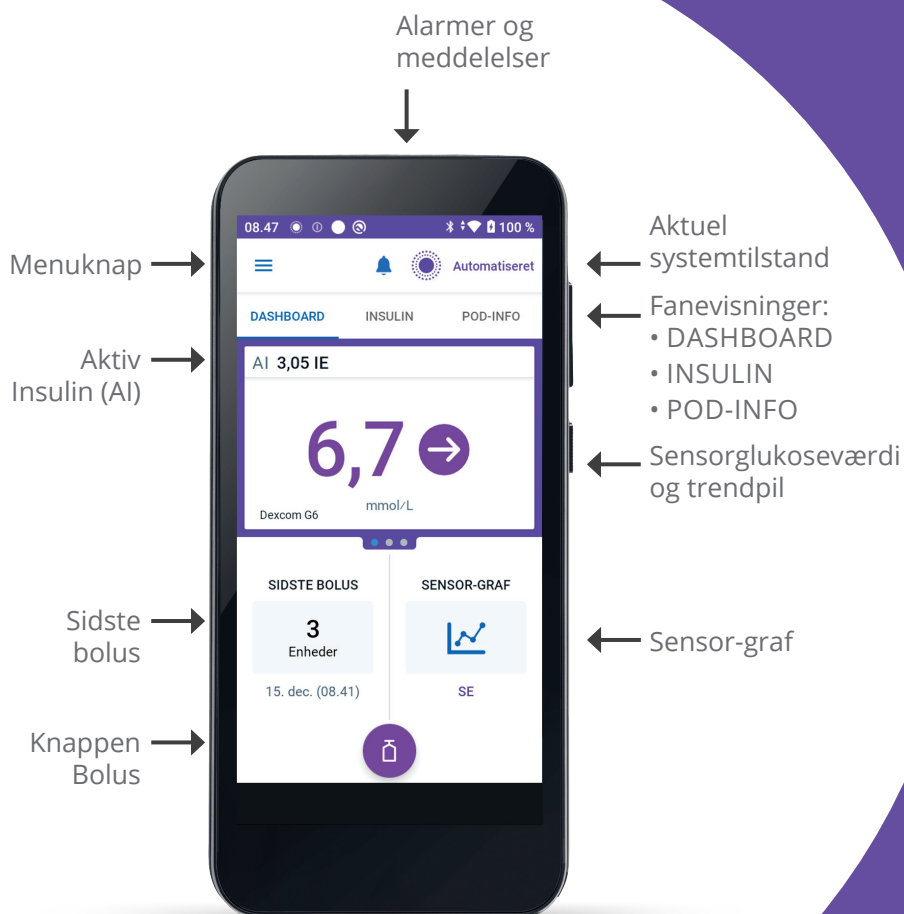 Alarmer og
meddelelser
Menuknap
Aktiv
Insulin (AI)
Sidste
bolus
Knappen
Bolus
08.47
100 %
Automatiseret
DASHBOARD INSULIN POD-INFO
AI 3,05 IE
6,7
mmol/L
Dexcom G6
SIDSTE BOLUS
3
Enheder
15. dec. (08.41)
SENSOR-GRAF
SE
Aktuel
systemtilstand
Fanevisninger:
• DASHBOARD
• INSULIN
• POD-INFO
Sensorglukoseværdi
og trendpil
Sensor-graf